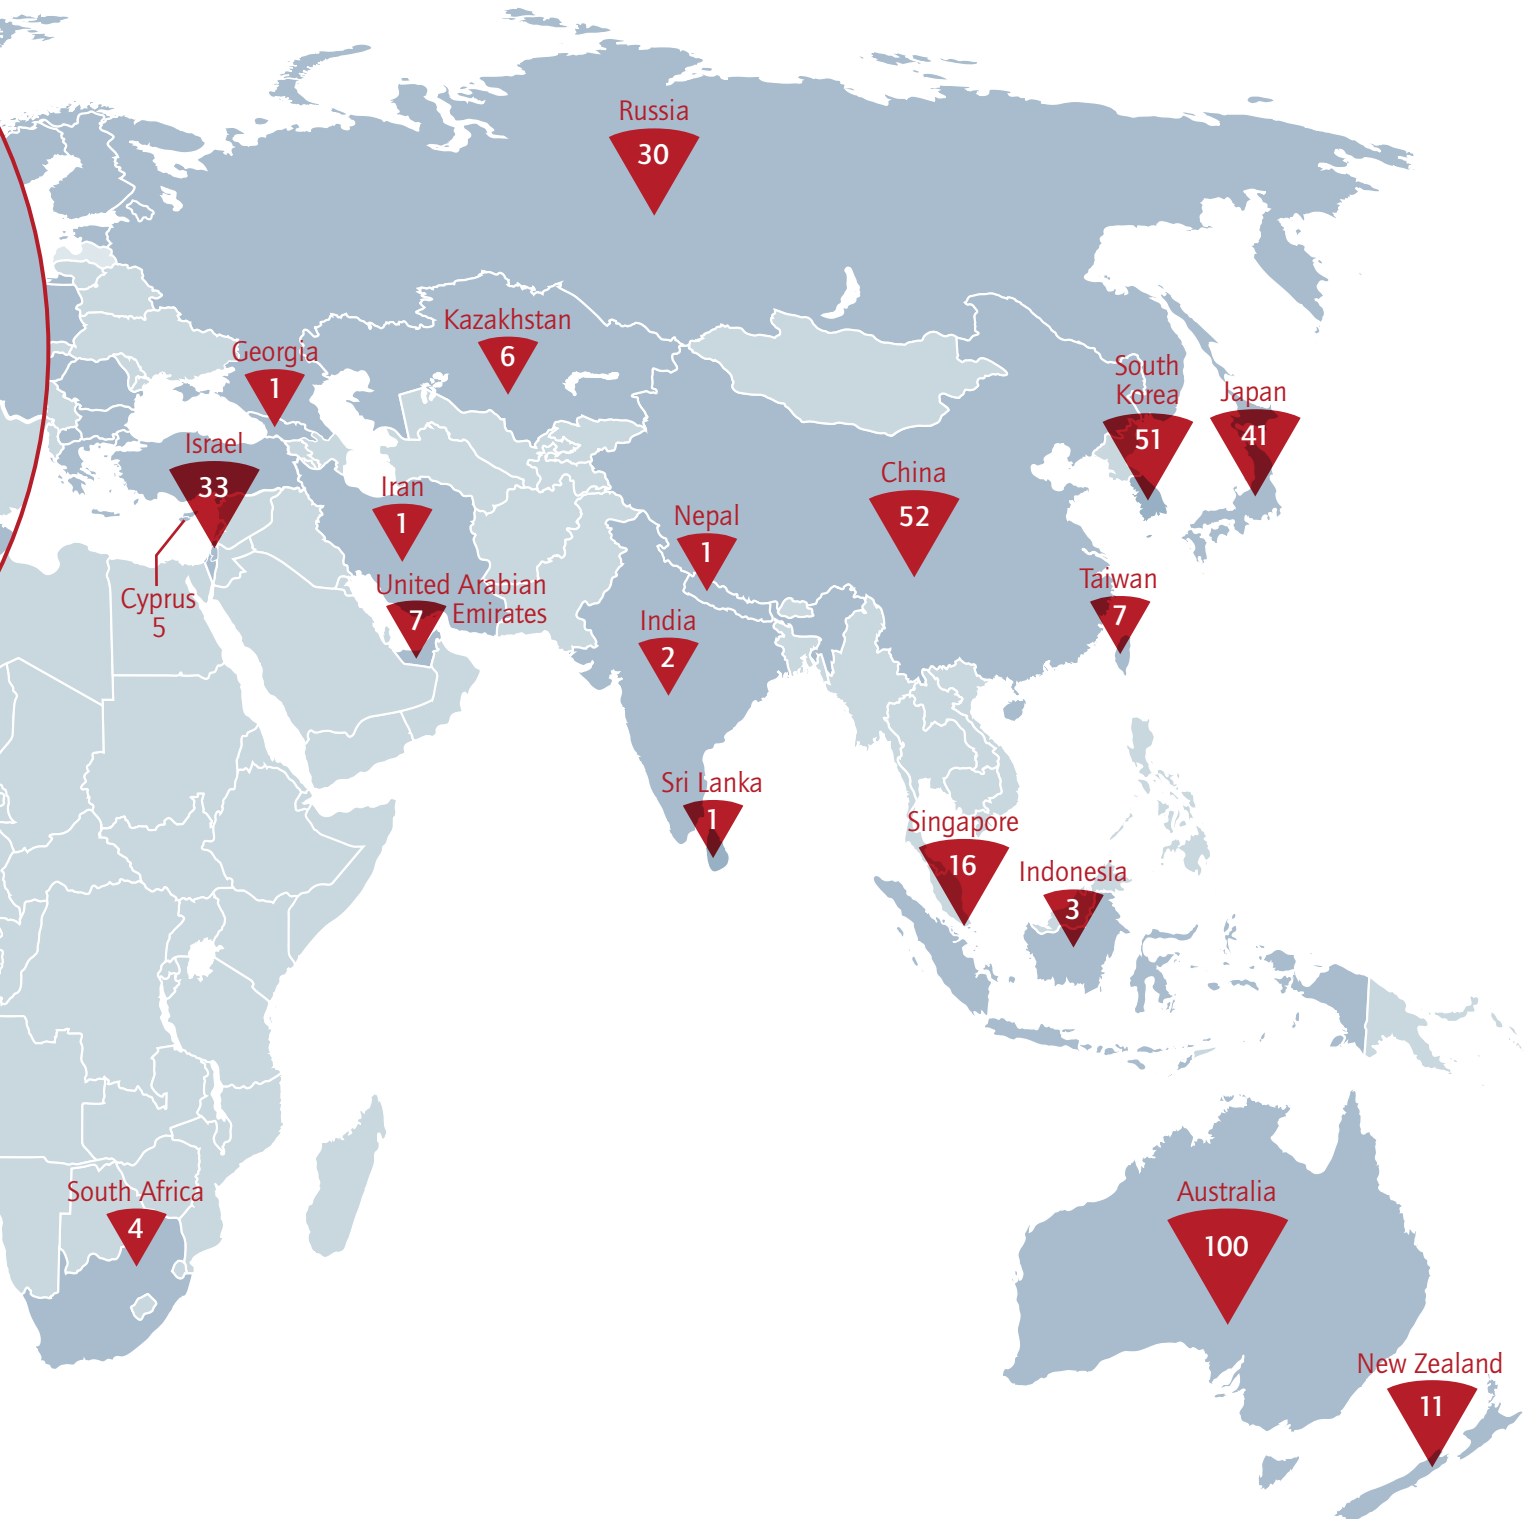 Russia
30
Kazakhstan
6
Georgia
1
South
Korea
51
Japan
41
Israel
33
China
52
Iran
1
Nepal
1
Taiwan
7
United Arabian
Emirates
7
Cyprus
5
India
2
Sri Lanka
1
Singapore
16
Indonesia
3
South Africa
4
Australia
100
New Zealand
11